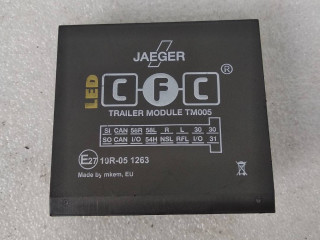 JAEGER
LED
CFC®
TRAILER MODULE TM005
SI CAN 58R 58L R L 30 30
SO CAN I/O 54H NSL RFL I/O 31
E27 10R-05 1263
Made by mkem, EU